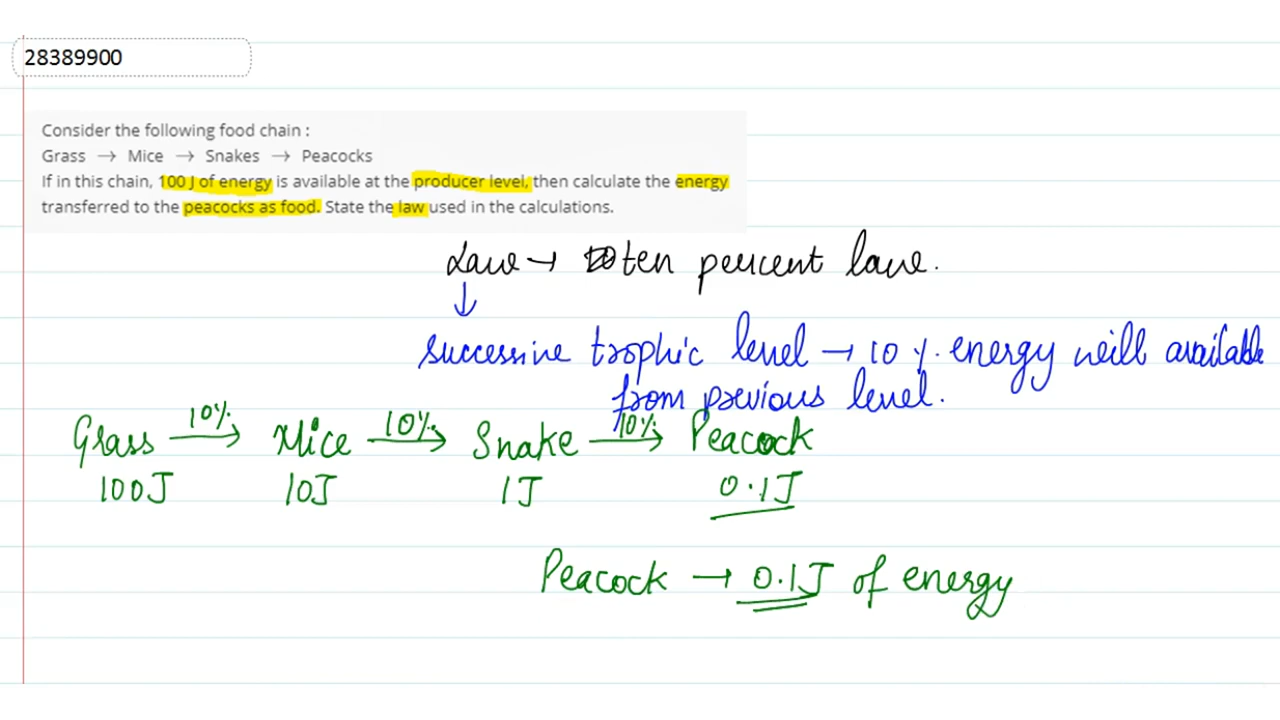 28389900
Consider the following food chain :
Grass → Mice → Snakes → Peacocks
If in this chain, 100 J of energy is available at the producer level, then calculate the energy
transferred to the peacocks as food. State the law used in the calculations.
Law → ten percent law.
↓
successive trophic level → 10 %. energy will available
from previous level.
Grass 10% → Mice 10% → Snake 10% → Peacock
100J 10J 1J 0.1J
Peacock → 0.1J of energy